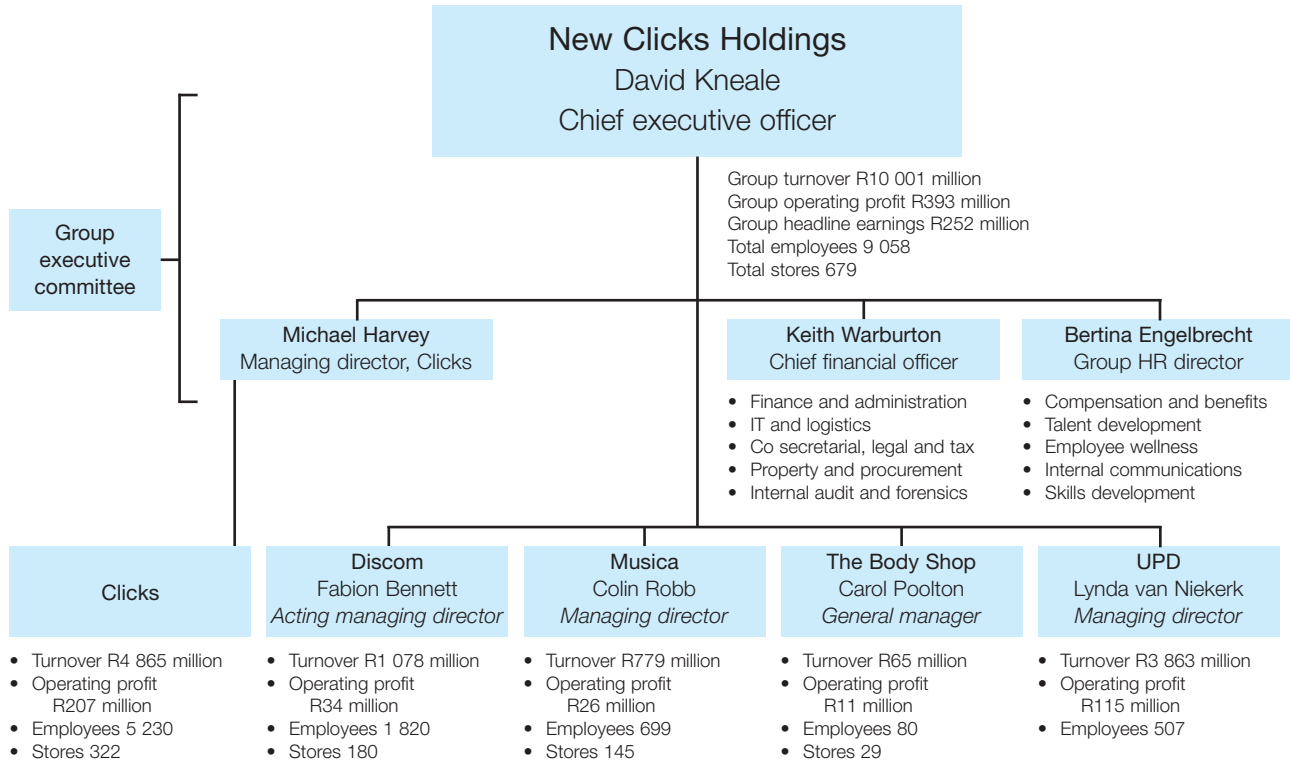 New Clicks Holdings
David Kneale
Chief executive officer
Group turnover R10 001 million
Group operating profit R393 million
Group headline earnings R252 million
Total employees 9 058
Total stores 679
Group
executive
committee
Michael Harvey
Managing director, Clicks
Keith Warburton
Chief financial officer
• Finance and administration
• IT and logistics
• Co secretarial, legal and tax
• Property and procurement
• Internal audit and forensics
Bertina Engelbrecht
Group HR director
• Compensation and benefits
• Talent development
• Employee wellness
• Internal communications
• Skills development
Clicks
• Turnover R4 865 million
• Operating profit
R207 million
• Employees 5 230
• Stores 322
Discom
Fabion Bennett
Acting managing director
• Turnover R1 078 million
• Operating profit
R34 million
• Employees 1 820
• Stores 180
Musica
Colin Robb
Managing director
• Turnover R779 million
• Operating profit
R26 million
• Employees 699
• Stores 145
The Body Shop
Carol Poolton
General manager
• Turnover R65 million
• Operating profit
R11 million
• Employees 80
• Stores 29
UPD
Lynda van Niekerk
Managing director
• Turnover R3 863 million
• Operating profit
R115 million
• Employees 507